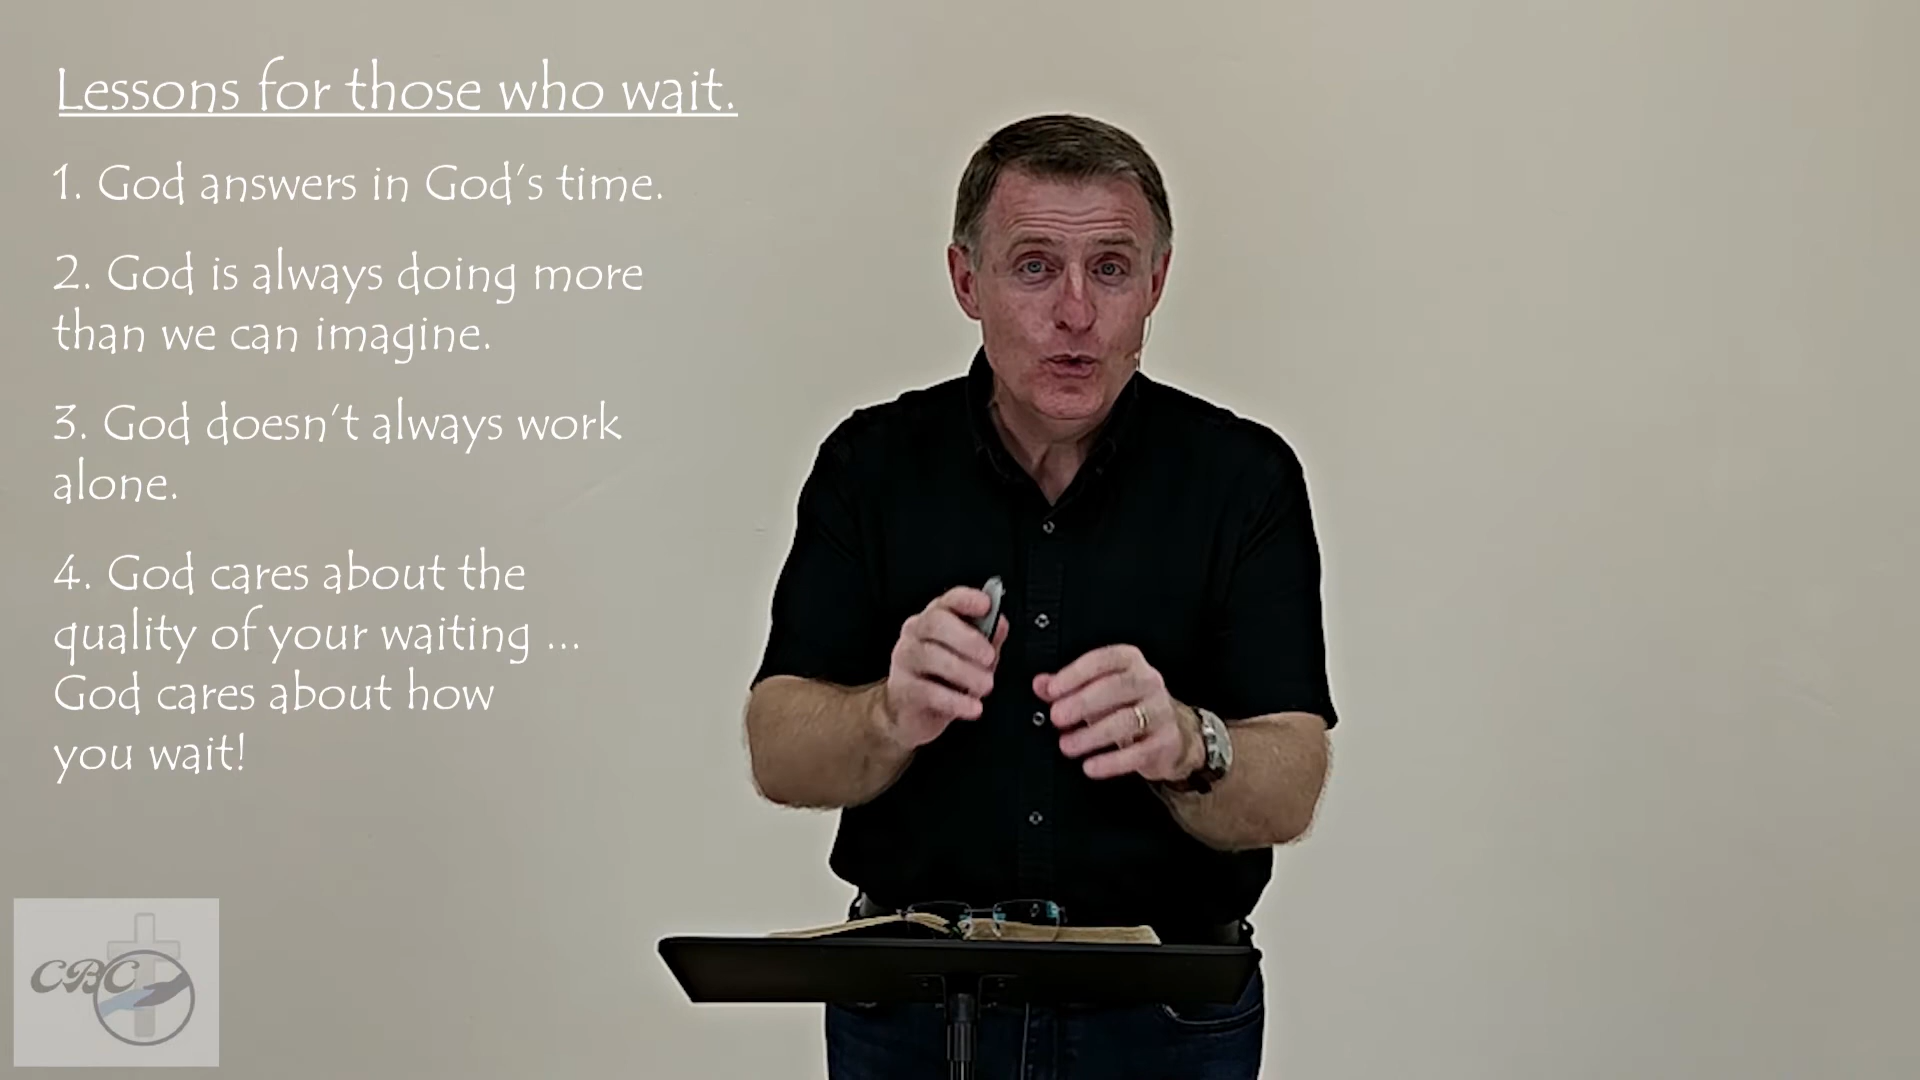 Lessons for those who wait.
1. God answers in God's time.
2. God is always doing more
than we can imagine.
3. God doesn't always work
alone.
4. God cares about the
quality of your waiting ...
God cares about how
you wait!
CBC